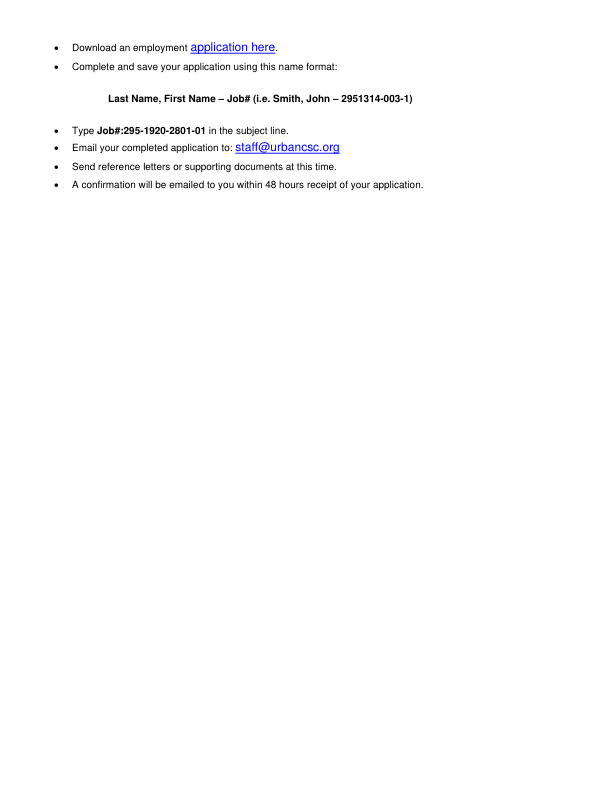 • Download an employment application here.
• Complete and save your application using this name format:
Last Name, First Name – Job# (i.e. Smith, John – 2951314-003-1)
• Type Job#:295-1920-2801-01 in the subject line.
• Email your completed application to: staff@urbancsc.org
• Send reference letters or supporting documents at this time.
• A confirmation will be emailed to you within 48 hours receipt of your application.